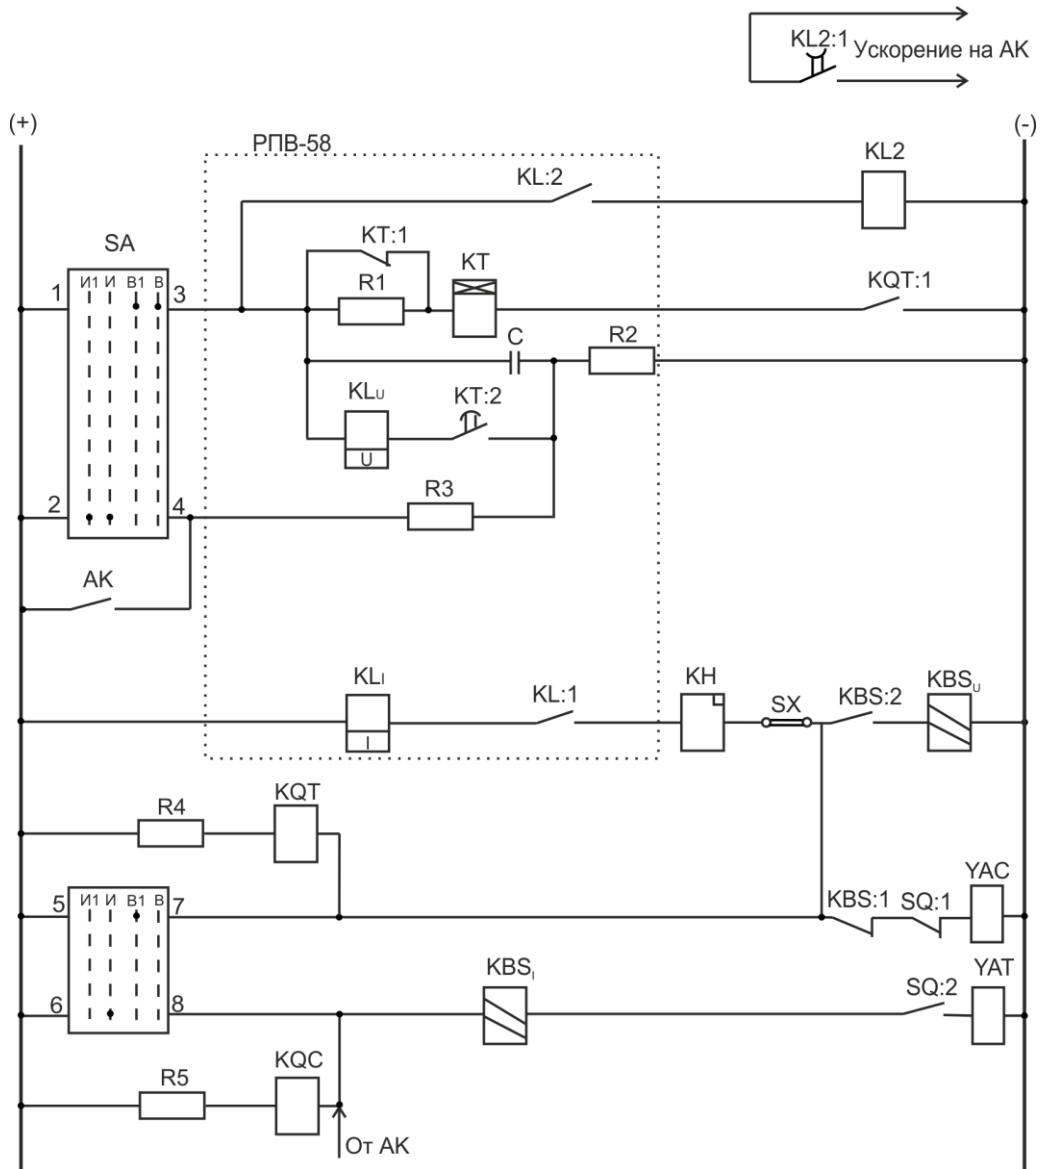 KL2:1
Ускорение на АК
(+)
(-)
РПВ-58
KL:2
KL2
SA
KT:1
KT
И1 И В1 В
1
3
R1
KQT:1
C
R2
KLU
KT:2
U
R3
2
4
AK
KLI
KL:1
KH
SX
KBS:2
KBSU
I
R4
KQT
YAC
И1 И В1 В
5
7
KBS:1
SQ:1
KBSI
YAT
6
8
SQ:2
R5
KQC
От АК